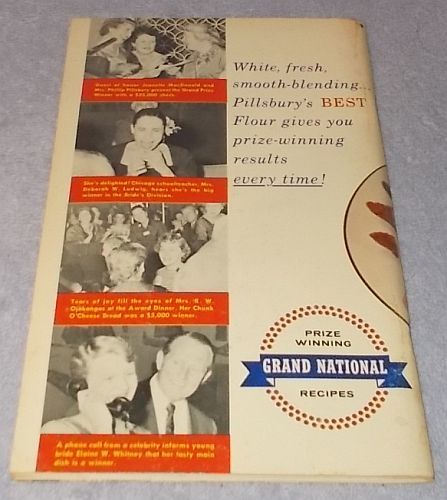 Guest of honor Jeanette MacDonald and
Mrs. Philip Pillsbury present the Grand Prize
Winner with a $25,000 check.
She's delighted! Chicago schoolteacher, Mrs.
Deborah W. Ludwig, hears she's the big
winner in the Bride's Division.
Tears of joy fill the eyes of Mrs. R. W.
Ojakangas at the Award Dinner. Her Chunk
O'Cheese Bread was a $5,000 winner.
A phone call from a celebrity informs young
bride Elaine W. Whitney that her tasty main
dish is a winner.
White, fresh,
smooth-blending...
Pillsbury's BEST
Flour gives you
prize-winning
results
every time!
PRIZE
WINNING
GRAND NATIONAL
RECIPES